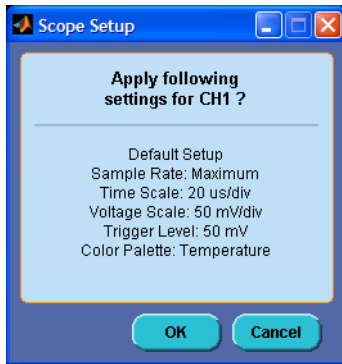 Scope Setup
Apply following
settings for CH1 ?
Default Setup
Sample Rate: Maximum
Time Scale: 20 us/div
Voltage Scale: 50 mV/div
Trigger Level: 50 mV
Color Palette: Temperature
OK
Cancel